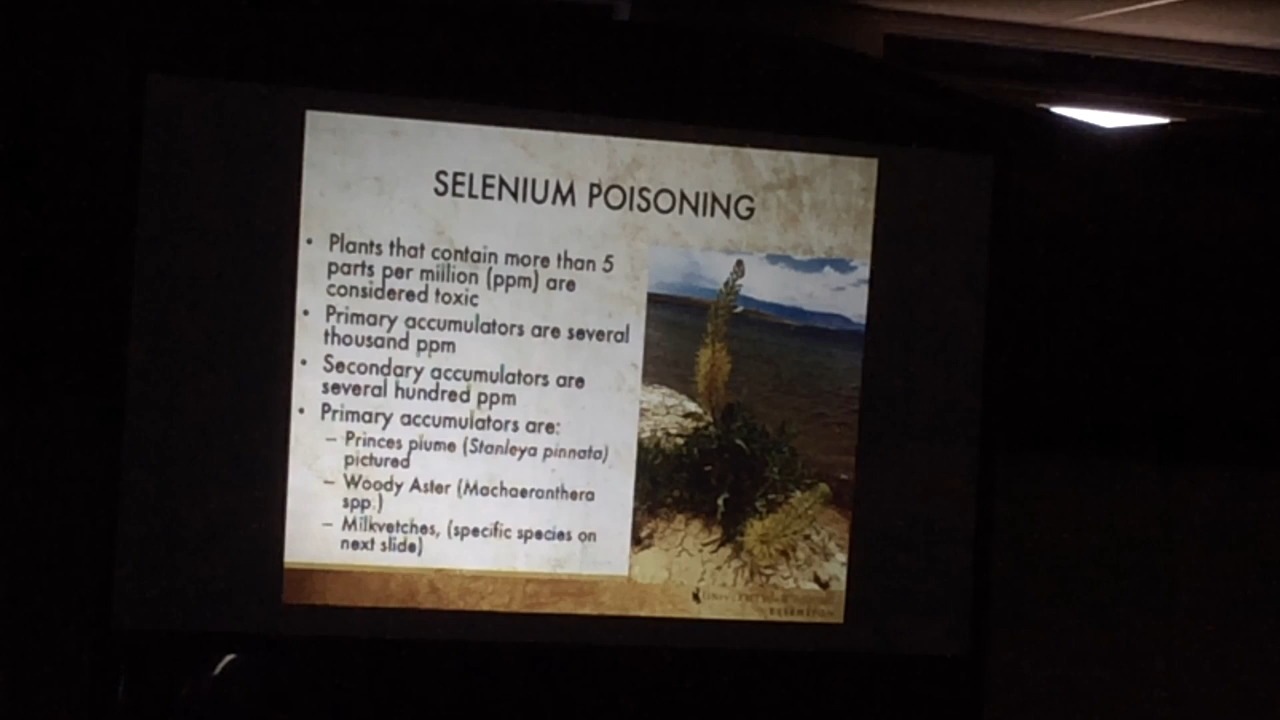 SELENIUM POISONING
• Plants that contain more than 5
parts per million (ppm) are
considered toxic
• Primary accumulators are several
thousand ppm
• Secondary accumulators are
several hundred ppm
• Primary accumulators are:
– Princes plume (Stanleya pinnata)
pictured
– Woody Aster (Machaeranthera
spp.)
– Milkvetches, (specific species on
next slide)
EXTENSION